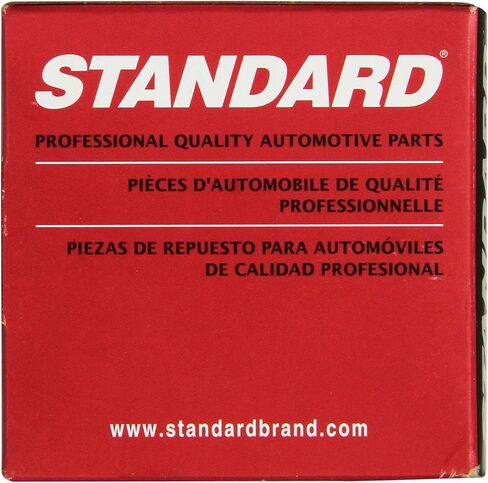 STANDARD®
PROFESSIONAL QUALITY AUTOMOTIVE PARTS
PIÈCES D'AUTOMOBILE DE QUALITÉ
PROFESSIONNELLE
PIEZAS DE REPUESTO PARA AUTOMÓVILES
DE CALIDAD PROFESIONAL
www.standardbrand.com